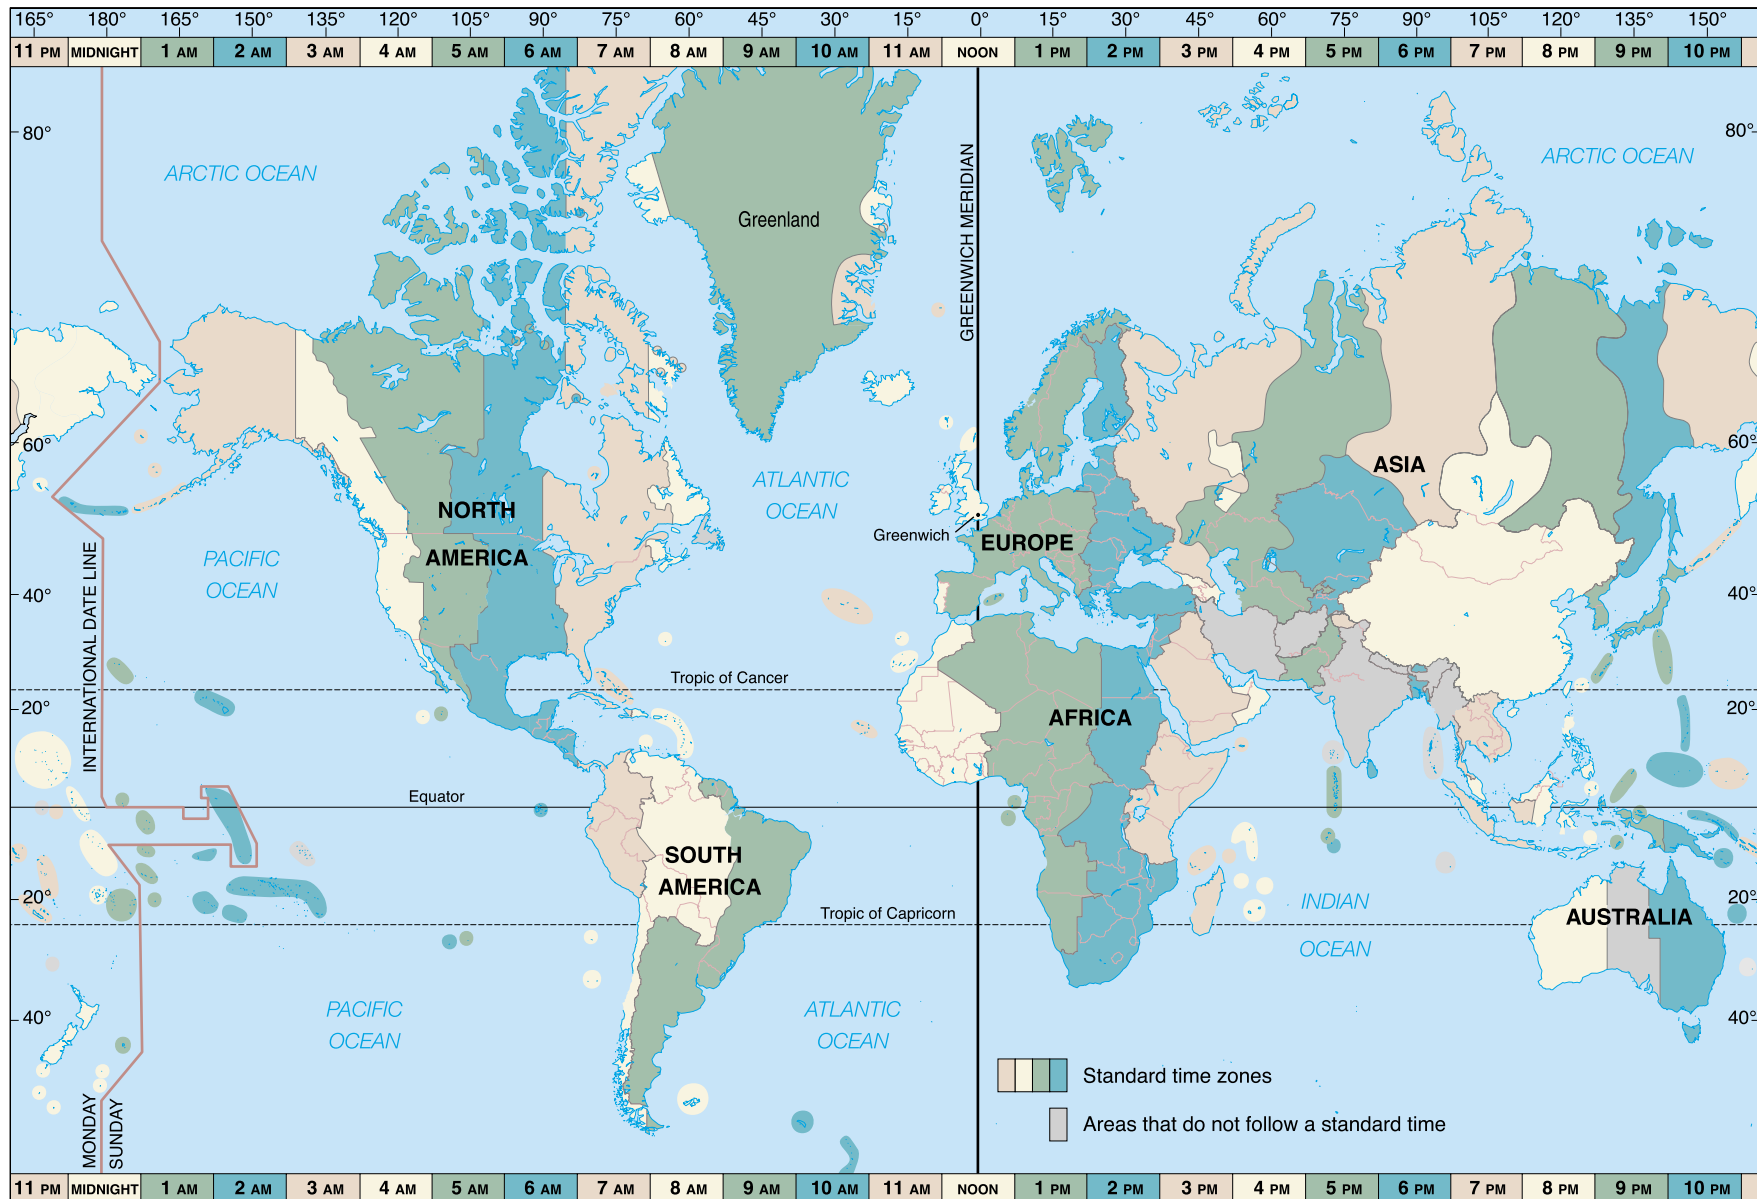 165° 180° 165° 150° 135° 120° 105° 90° 75° 60° 45° 30° 15° 0° 15° 30° 45° 60° 75° 90° 105° 120° 135° 150°
11 PM MIDNIGHT 1 AM 2 AM 3 AM 4 AM 5 AM 6 AM 7 AM 8 AM 9 AM 10 AM 11 AM NOON 1 PM 2 PM 3 PM 4 PM 5 PM 6 PM 7 PM 8 PM 9 PM 10 PM
80° 80°
ARCTIC OCEAN
ARCTIC OCEAN
GREENWICH MERIDIAN
Greenland
60° 60°
ASIA
ATLANTIC
OCEAN
NORTH
AMERICA
Greenwich
EUROPE
PACIFIC
OCEAN
INTERNATIONAL DATE LINE
40° 40°
Tropic of Cancer
20° 20°
AFRICA
Equator
SOUTH
AMERICA
20° 20°
Tropic of Capricorn
INDIAN
OCEAN
AUSTRALIA
PACIFIC
OCEAN
ATLANTIC
OCEAN
40° 40°
MONDAY
SUNDAY
Standard time zones
Areas that do not follow a standard time
11 PM MIDNIGHT 1 AM 2 AM 3 AM 4 AM 5 AM 6 AM 7 AM 8 AM 9 AM 10 AM 11 AM NOON 1 PM 2 PM 3 PM 4 PM 5 PM 6 PM 7 PM 8 PM 9 PM 10 PM